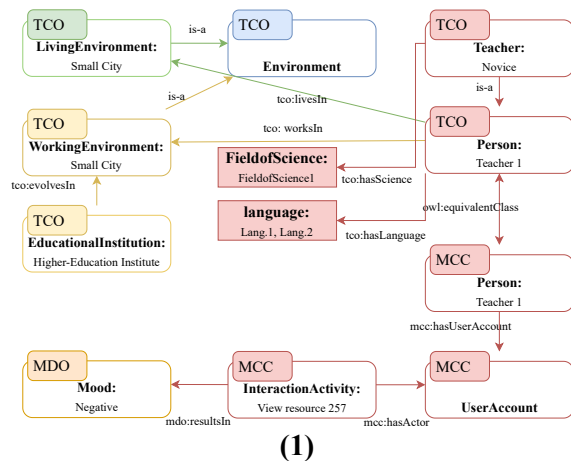 TCO
LivingEnvironment:
Small City
is-a
TCO
Environment
TCO
Teacher:
Novice
is-a
is-a
tco:livesIn
TCO
WorkingEnvironment:
Small City
tco: worksIn
TCO
Person:
Teacher 1
FieldofScience:
FieldofScience1
tco:hasScience
tco:evolvesIn
language:
Lang.1, Lang.2
tco:hasLanguage
owl:equivalentClass
TCO
EducationalInstitution:
Higher-Education Institute
MCC
Person:
Teacher 1
mcc:hasUserAccount
MDO
Mood:
Negative
mdo:resultsIn
MCC
InteractionActivity:
View resource 257
mcc:hasActor
MCC
UserAccount
(1)